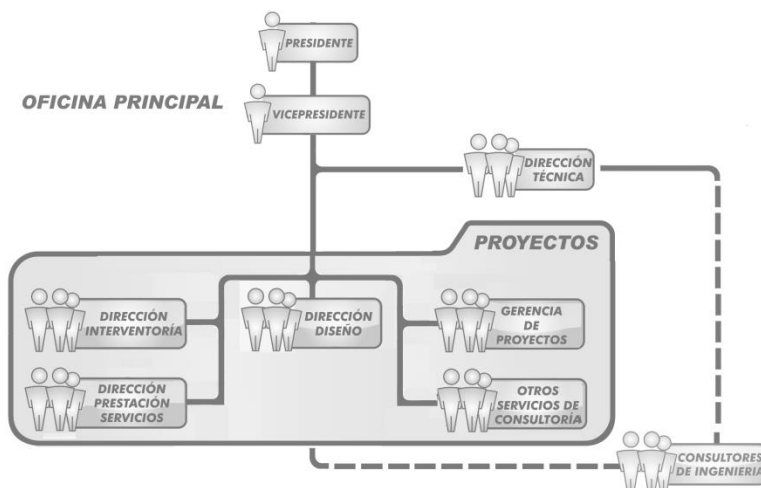 PRESIDENTE
OFICINA PRINCIPAL
VICEPRESIDENTE
DIRECCIÓN
TÉCNICA
PROYECTOS
DIRECCIÓN
INTERVENTORÍA
DIRECCIÓN
DISEÑO
GERENCIA
DE
PROYECTOS
DIRECCIÓN
PRESTACIÓN
SERVICIOS
OTROS
SERVICIOS DE
CONSULTORÍA
CONSULTORES
DE INGENIERIA